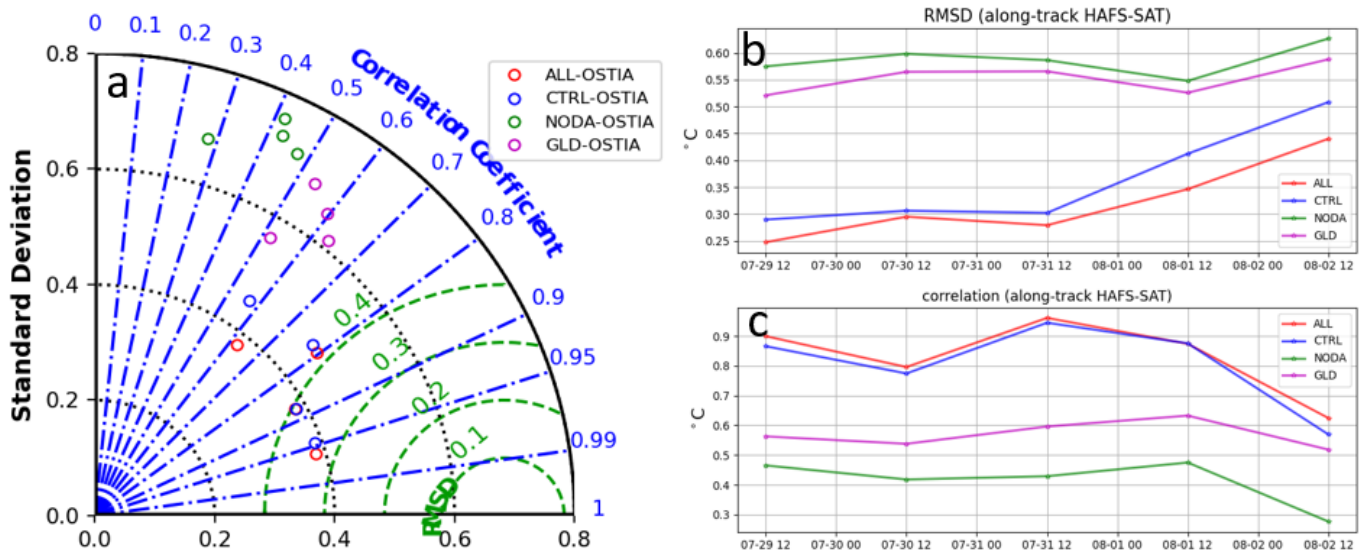 a
0
0.1
0.2
0.3
0.4
0.5
0.6
0.7
0.8
0.9
0.95
0.99
1
Correlation Coefficient
ALL-OSTIA
CTRL-OSTIA
NODA-OSTIA
GLD-OSTIA
Standard Deviation
0.8
0.6
0.4
0.2
0.0
0.4
0.3
0.2
0.1
RMSD
0.0 0.2 0.4 0.6 0.8
RMSD (along-track HAFS-SAT)
b
°C
0.60
0.55
0.50
0.45
0.40
0.35
0.30
0.25
ALL
CTRL
NODA
GLD
07-29 12 07-30 00 07-30 12 07-31 00 07-31 12 08-01 00 08-01 12 08-02 00 08-02 12
correlation (along-track HAFS-SAT)
c
°C
0.9
0.8
0.7
0.6
0.5
0.4
0.3
ALL
CTRL
NODA
GLD
07-29 12 07-30 00 07-30 12 07-31 00 07-31 12 08-01 00 08-01 12 08-02 00 08-02 12